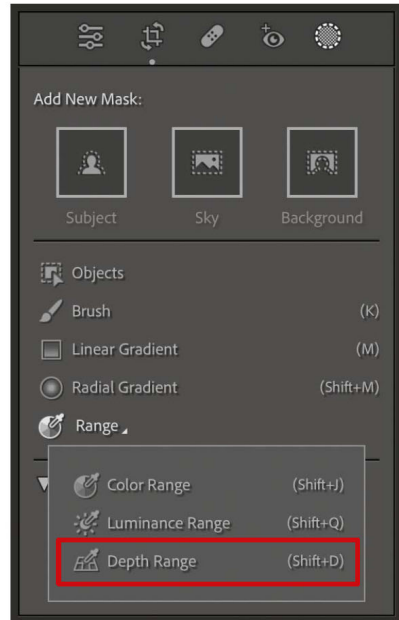 Add New Mask:
Subject Sky Background
Objects
Brush (K)
Linear Gradient (M)
Radial Gradient (Shift+M)
Range
Color Range (Shift+J)
Luminance Range (Shift+Q)
Depth Range (Shift+D)